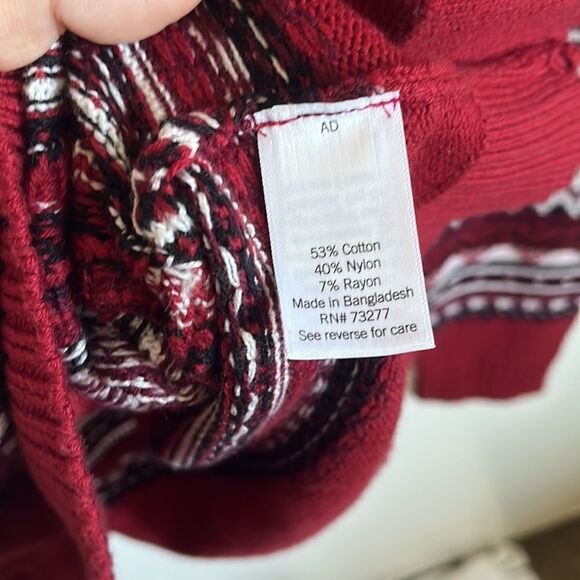 AD
53% Cotton
40% Nylon
7% Rayon
Made in Bangladesh
RN# 73277
See reverse for care